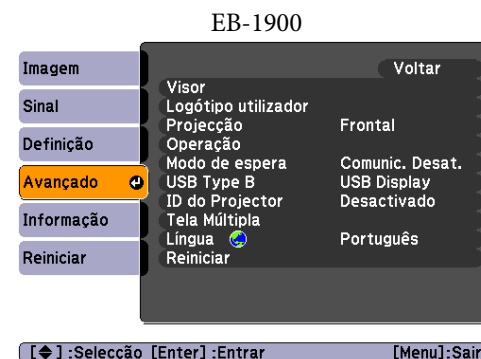 EB-1900
Imagem
Sinal
Definição
Avançado
Informação
Reiniciar
Voltar
Visor
Logótipo utilizador
Projecção Frontal
Operação
Modo de espera Comunic. Desat.
USB Type B USB Display
ID do Projector Desactivado
Tela Múltipla
Língua Português
Reiniciar
[ ] :Selecção [Enter] :Entrar [Menu]:Sair